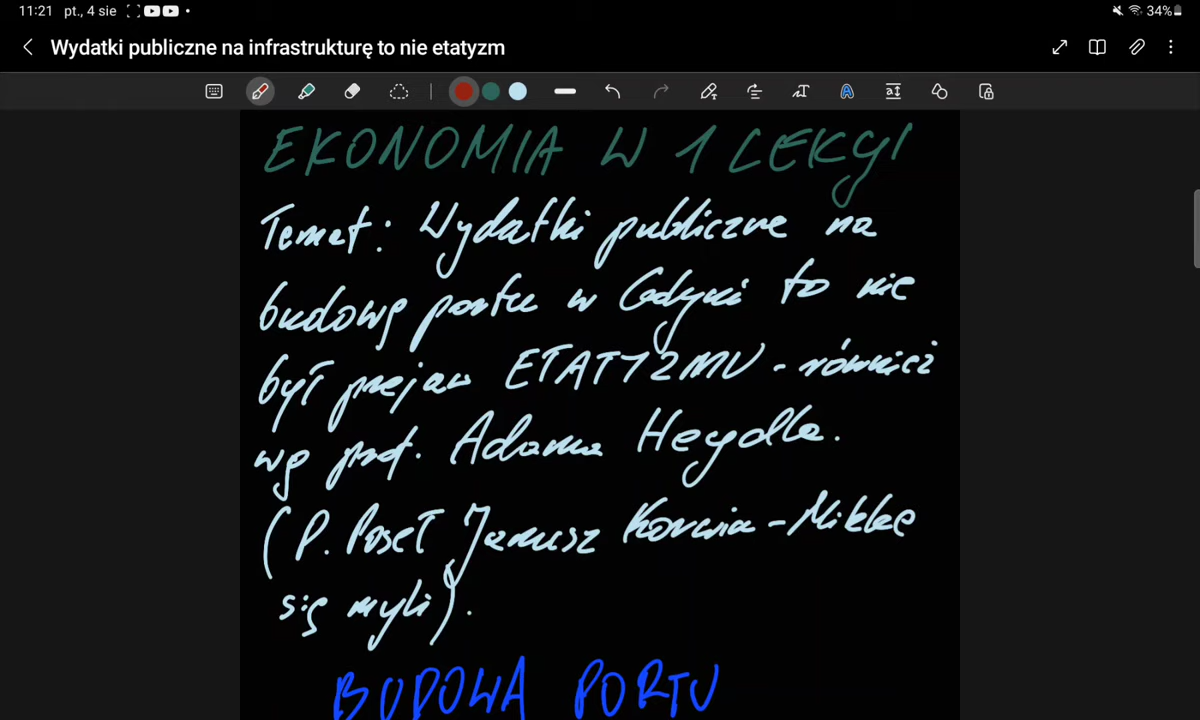 11:21 pt., 4 sie 34%
Wydatki publiczne na infrastrukturę to nie etatyzm
EKONOMIA W 1 LEKCJI
Temat: Wydatki publiczne na
budowę portu w Gdyni to nie
był przejaw ETATYZMU - również
wg prof. Adama Heydla.
(P. Poseł Janusz Korwin-Mikke
się myli).
BUDOWA PORTU